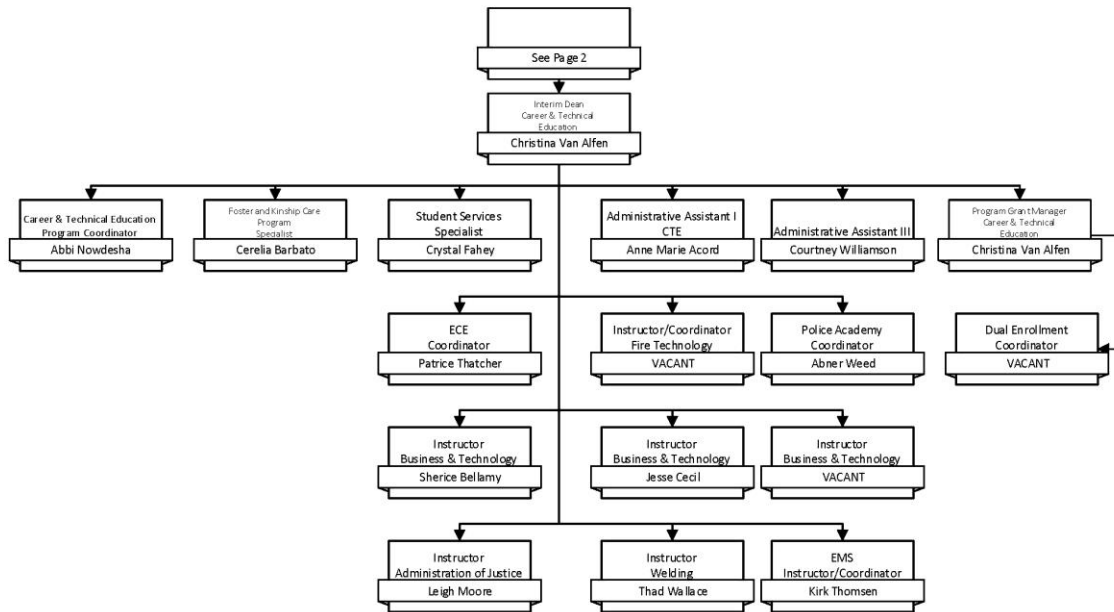 See Page 2
Interim Dean
Career & Technical
Education
Christina Van Alfen
Career & Technical Education
Program Coordinator
Abbi Nowdesha
Foster and Kinship Care
Program
Specialist
Cerelia Barbato
Student Services
Specialist
Crystal Fahey
Administrative Assistant I
CTE
Anne Marie Acord
Administrative Assistant III
Courtney Williamson
Program Grant Manager
Career & Technical
Education
Christina Van Alfen
ECE
Coordinator
Patrice Thatcher
Instructor/Coordinator
Fire Technology
VACANT
Police Academy
Coordinator
Abner Weed
Dual Enrollment
Coordinator
VACANT
Instructor
Business & Technology
Sherice Bellamy
Instructor
Business & Technology
Jesse Cecil
Instructor
Business & Technology
VACANT
Instructor
Administration of Justice
Leigh Moore
Instructor
Welding
Thad Wallace
EMS
Instructor/Coordinator
Kirk Thomsen